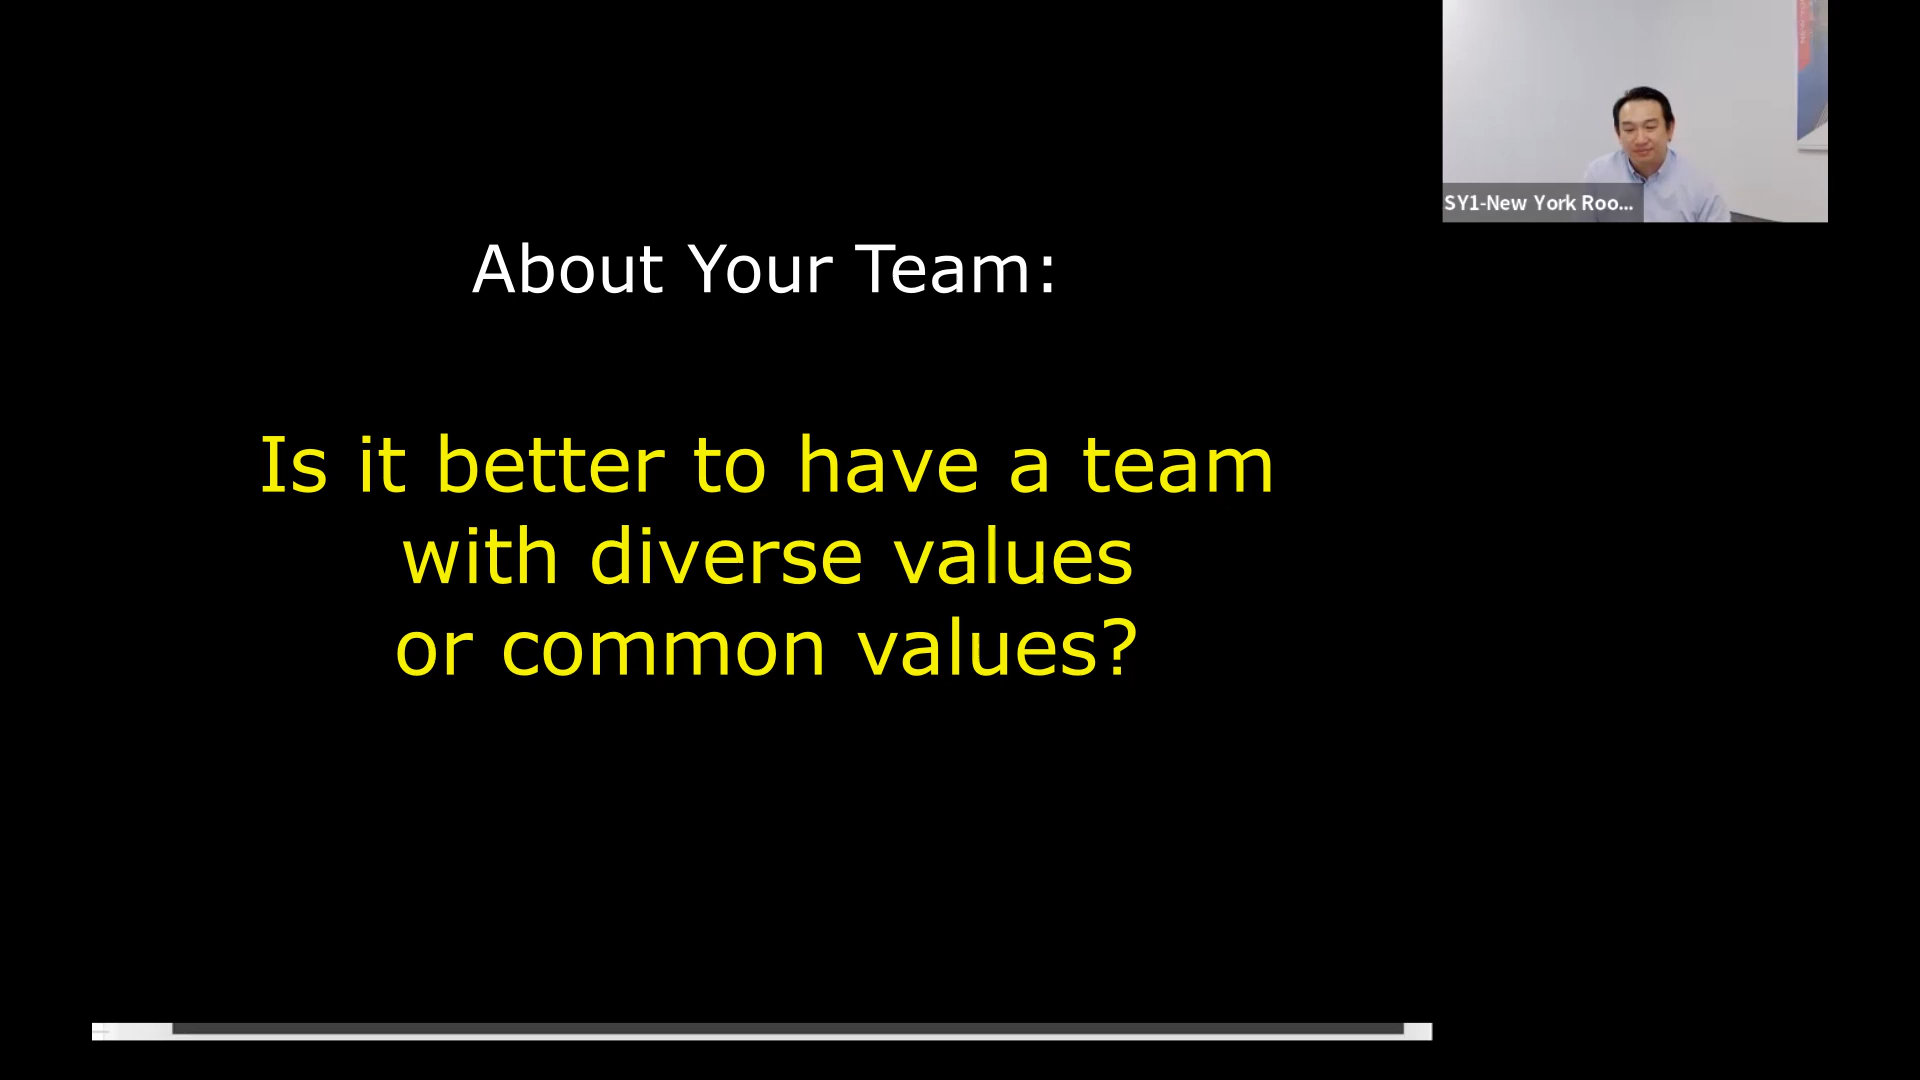 SY1-New York Roo...
About Your Team:
Is it better to have a team
with diverse values
or common values?